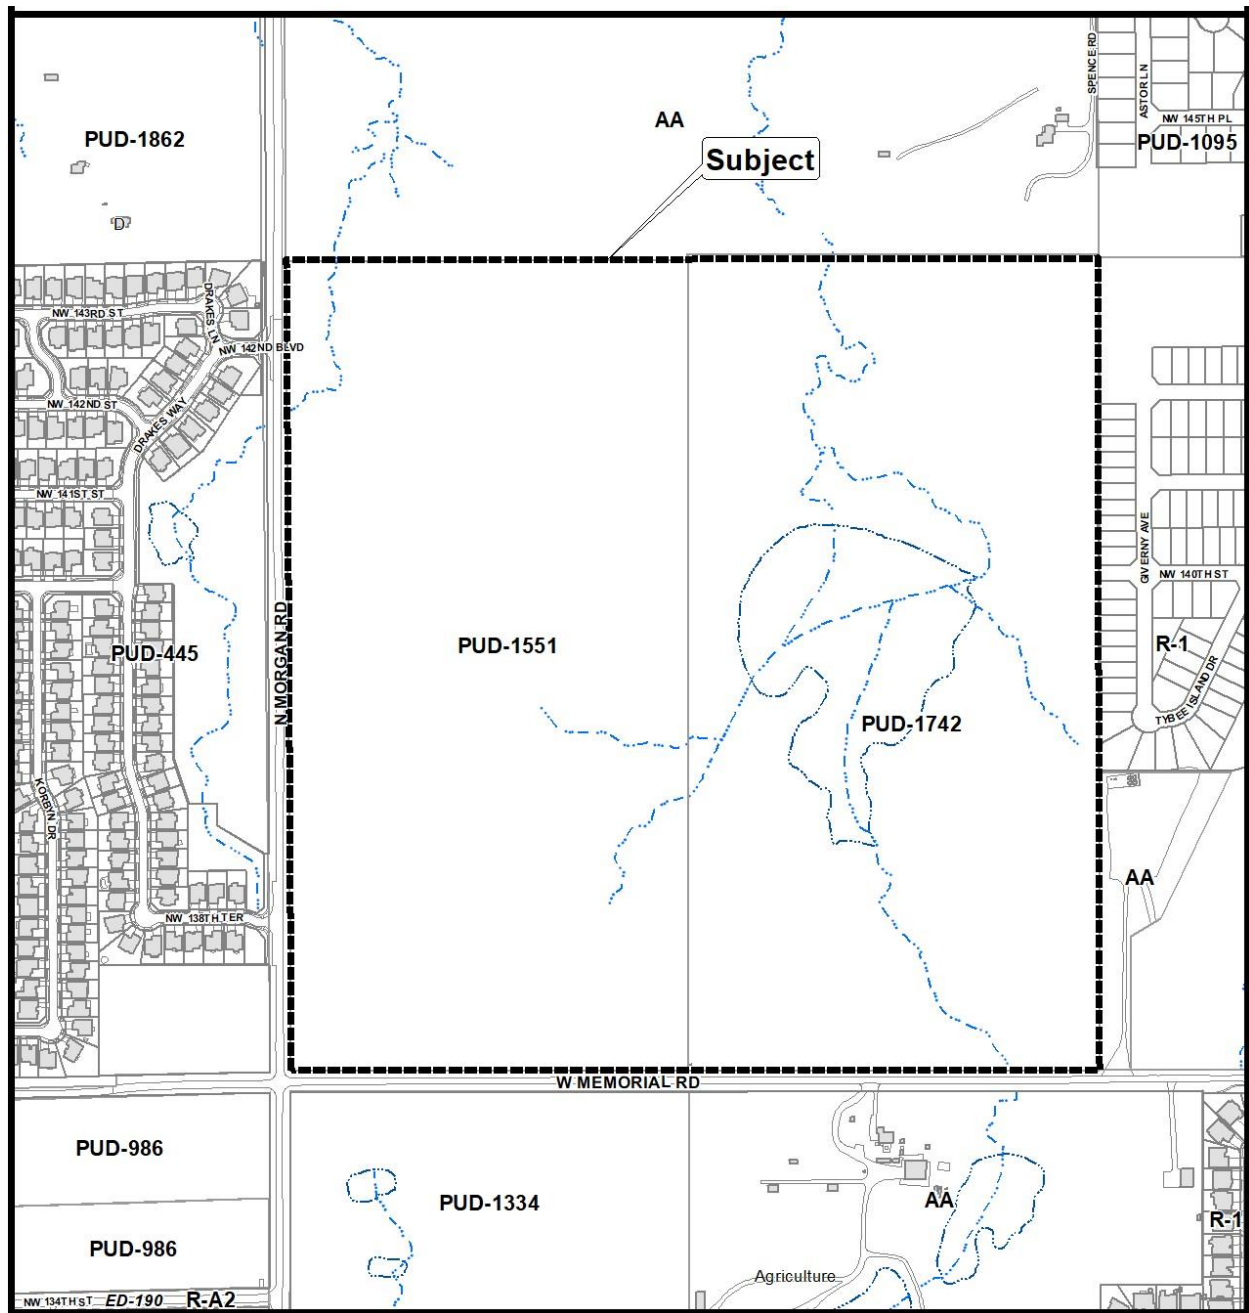 SPENCE RD
ASTOR LN
NW 145TH PL
PUD-1095
AA
PUD-1862
Subject
D
DRAKES LN
NW 143RD ST
NW 142ND BLVD
NW 142ND ST
DRAKES WAY
NW 141ST ST
GIVERNY AVE
NW 140TH ST
R-1
TYBEE ISLAND DR
N MORGAN RD
PUD-445
PUD-1551
PUD-1742
KORBYN DR
AA
NW 138TH TER
W MEMORIAL RD
PUD-986
PUD-1334
AA
R-1
PUD-986
Agriculture
NW 134TH ST
ED-190
R-A2